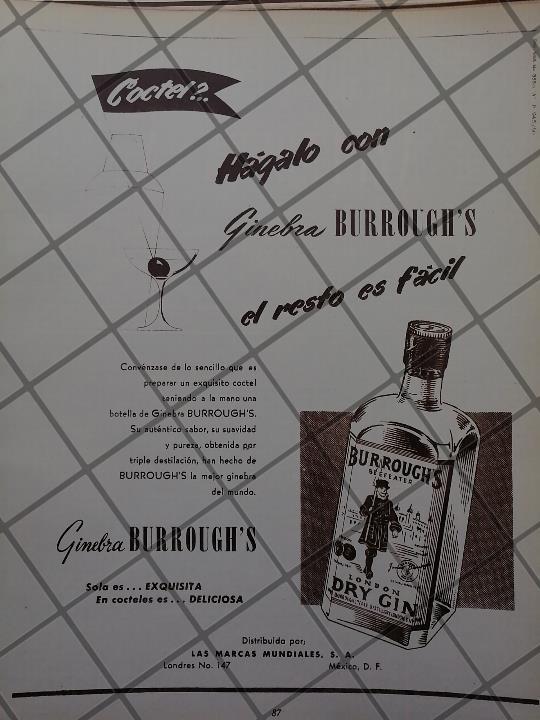 Coctel?..
Hágalo con
Ginebra BURROUGH'S
el resto es fácil
Convénzase de lo sencillo que es
preparar un exquisito coctel
teniendo a la mano una
botella de Ginebra BURROUGH'S.
Su auténtico sabor, su suavidad
y pureza, obtenida por
triple destilación, han hecho de
BURROUGH'S la mejor ginebra
del mundo.
BURROUGH'S
BEEFEATER
LONDON
DRY GIN
Ginebra BURROUGH'S
Sola es... EXQUISITA
En cocteles es... DELICIOSA
Distribuida por:
LAS MARCAS MUNDIALES, S. A.
Londres No. 147 México, D. F.
87